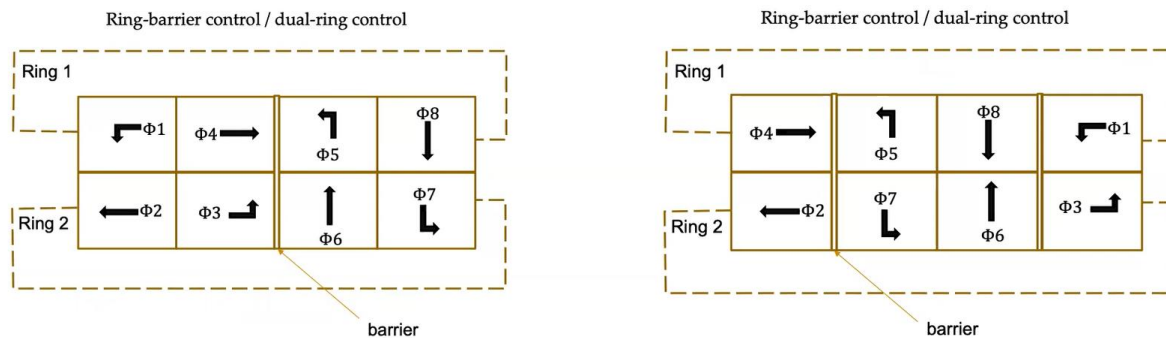 Ring-barrier control / dual-ring control
Ring 1
Φ1
Φ4
Φ5
Φ8
Ring 2
Φ2
Φ3
Φ6
Φ7
barrier
Ring-barrier control / dual-ring control
Ring 1
Φ4
Φ5
Φ8
Φ1
Ring 2
Φ2
Φ7
Φ6
Φ3
barrier